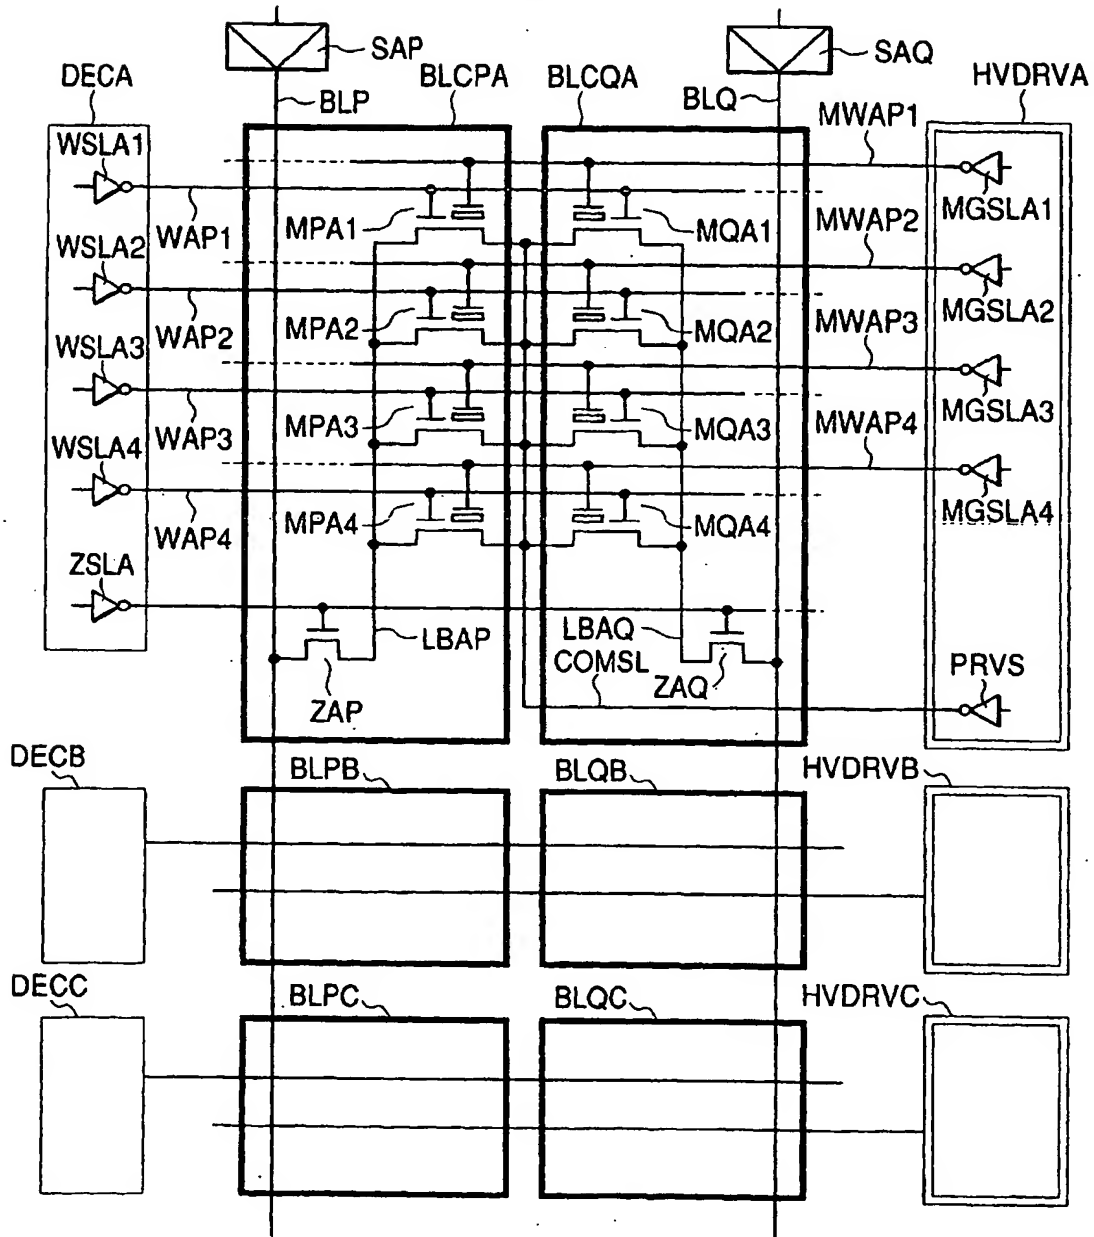 SAP
SAQ
DECA
BLCPA
BLCQA
HVDRVA
BLP
BLQ
MWAP1
WSLA1
MGSLA1
MPA1
MQA1
WAP1
MWAP2
WSLA2
MGSLA2
MPA2
MQA2
WAP2
MWAP3
WSLA3
MGSLA3
MPA3
MQA3
WAP3
MWAP4
WSLA4
MGSLA4
MPA4
MQA4
WAP4
ZSLA
LBAP
LBAQ
COMSL
ZAQ
PRVS
ZAP
DECB
BLPB
BLQB
HVDRVB
DECC
BLPC
BLQC
HVDRVC